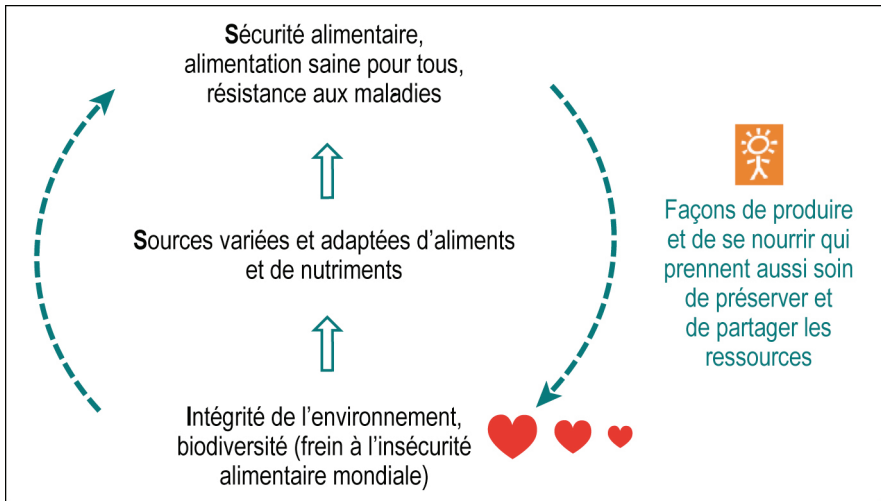 Sécurité alimentaire,
alimentation saine pour tous,
résistance aux maladies
Sources variées et adaptées d'aliments
et de nutriments
Intégrité de l'environnement,
biodiversité (frein à l'insécurité
alimentaire mondiale)
Façons de produire
et de se nourrir qui
prennent aussi soin
de préserver et
de partager les
ressources